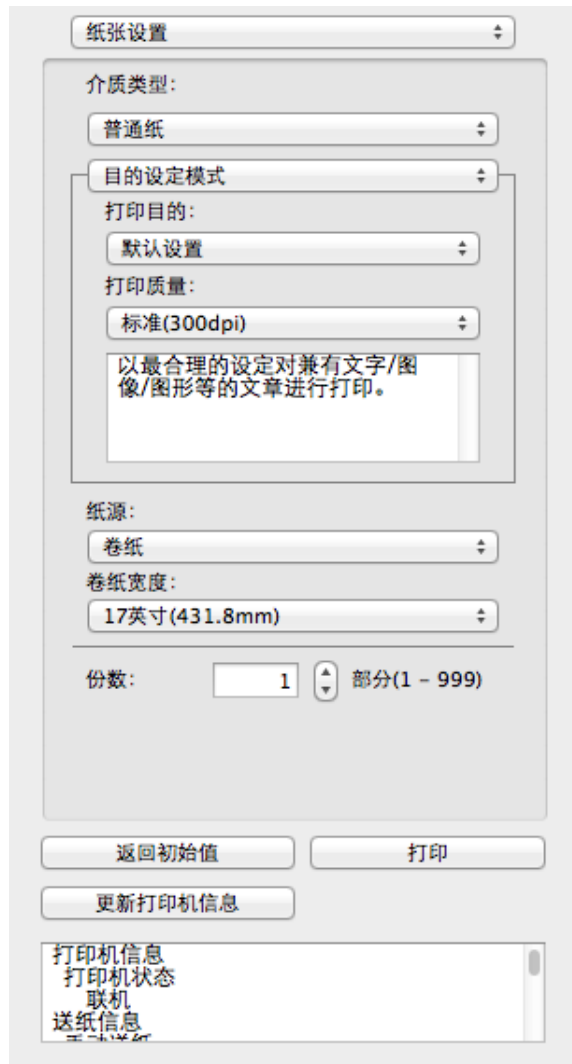 纸张设置
介质类型:
普通纸
目的设定模式
打印目的:
默认设置
打印质量:
标准(300dpi)
以最合理的设定对兼有文字/图
像/图形等的文章进行打印。
纸源:
卷纸
卷纸宽度:
17英寸(431.8mm)
份数: 1 部分(1 – 999)
返回初始值 打印
更新打印机信息
打印机信息
打印机状态
联机
送纸信息